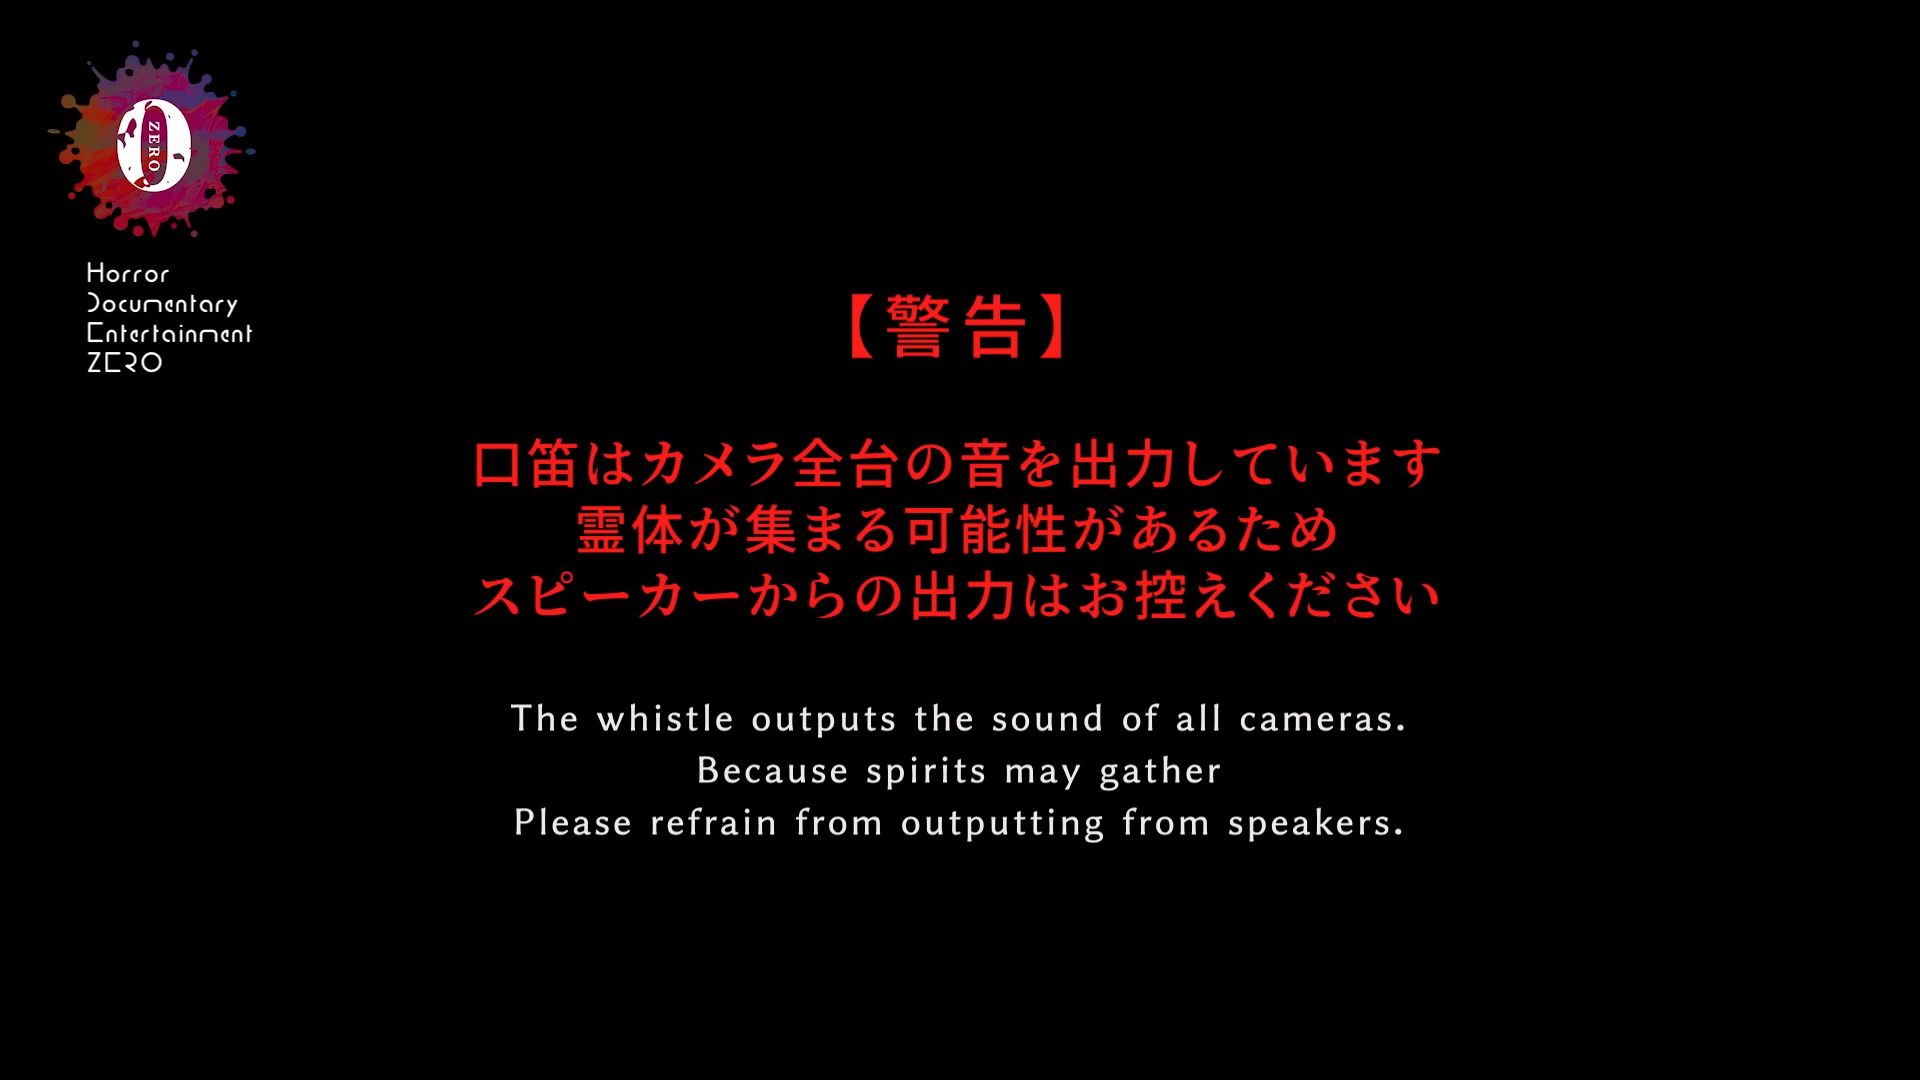 ZERO
Horror
Documentary
Entertainment
ZERO
【警告】
口笛はカメラ全台の音を出力しています
霊体が集まる可能性があるため
スピーカーからの出力はお控えください
The whistle outputs the sound of all cameras.
Because spirits may gather
Please refrain from outputting from speakers.